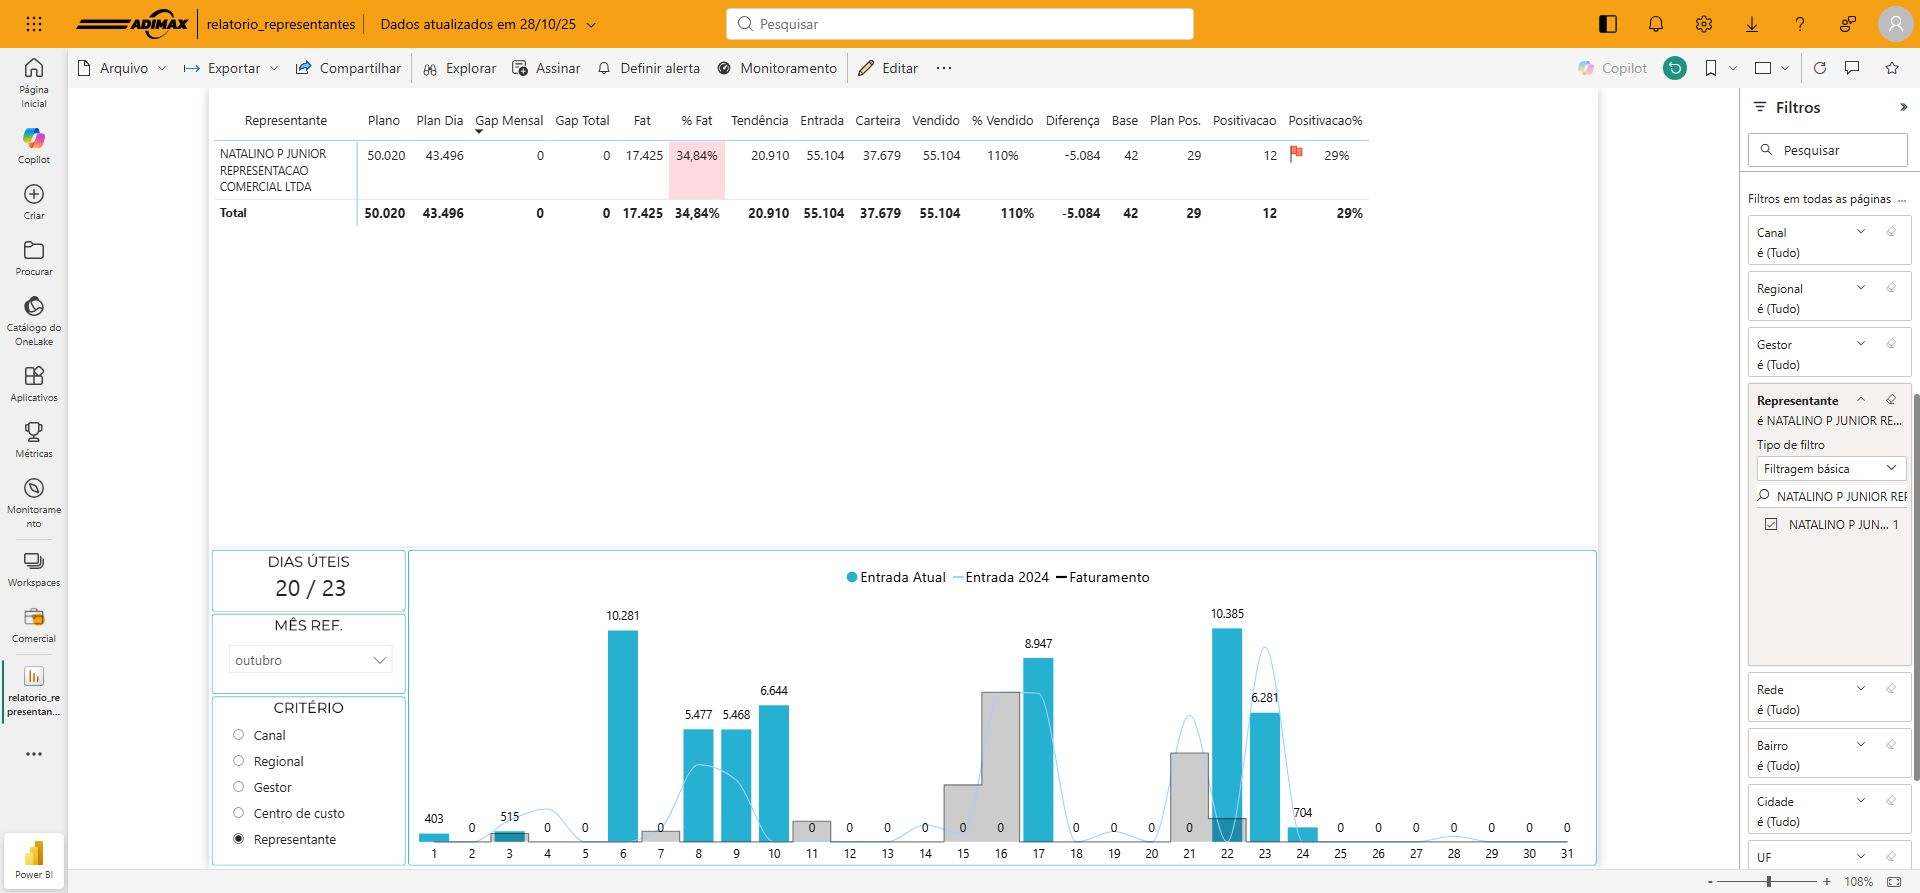 ADIMAX
relatorio_representantes
Dados atualizados em 28/10/25
Pesquisar
Arquivo
Exportar
Compartilhar
Explorar
Assinar
Definir alerta
Monitoramento
Editar
Copilot
Página
Inicial
Copilot
Criar
Procurar
Catálogo do
OneLake
Aplicativos
Métricas
Monitorame
nto
Workspaces
Comercial
relatorio_re
presentan...
Power BI
Representante Plano Plan Dia Gap Mensal Gap Total Fat % Fat Tendência Entrada Carteira Vendido % Vendido Diferença Base Plan Pos. Positivacao Positivacao%
NATALINO P JUNIOR
REPRESENTACAO
COMERCIAL LTDA
50.020 43.496 0 0 17.425 34,84% 20.910 55.104 37.679 55.104 110% -5.084 42 29 12 29%
Total 50.020 43.496 0 0 17.425 34,84% 20.910 55.104 37.679 55.104 110% -5.084 42 29 12 29%
DIAS ÚTEIS
20 / 23
MÊS REF.
outubro
CRITÉRIO
Canal
Regional
Gestor
Centro de custo
Representante
Entrada Atual Entrada 2024 Faturamento
403 0 515 0 0 10.281 0 5.477 5.468 6.644 0 0 0 0 0 0 8.947 0 0 0 0 10.385 6.281 704 0 0 0 0 0 0 0
1 2 3 4 5 6 7 8 9 10 11 12 13 14 15 16 17 18 19 20 21 22 23 24 25 26 27 28 29 30 31
Filtros
Pesquisar
Filtros em todas as páginas ...
Canal
é (Tudo)
Regional
é (Tudo)
Gestor
é (Tudo)
Representante
é NATALINO P JUNIOR RE...
Tipo de filtro
Filtragem básica
NATALINO P JUNIOR REP
NATALINO P JUN... 1
Rede
é (Tudo)
Bairro
é (Tudo)
Cidade
é (Tudo)
UF
- + 108%